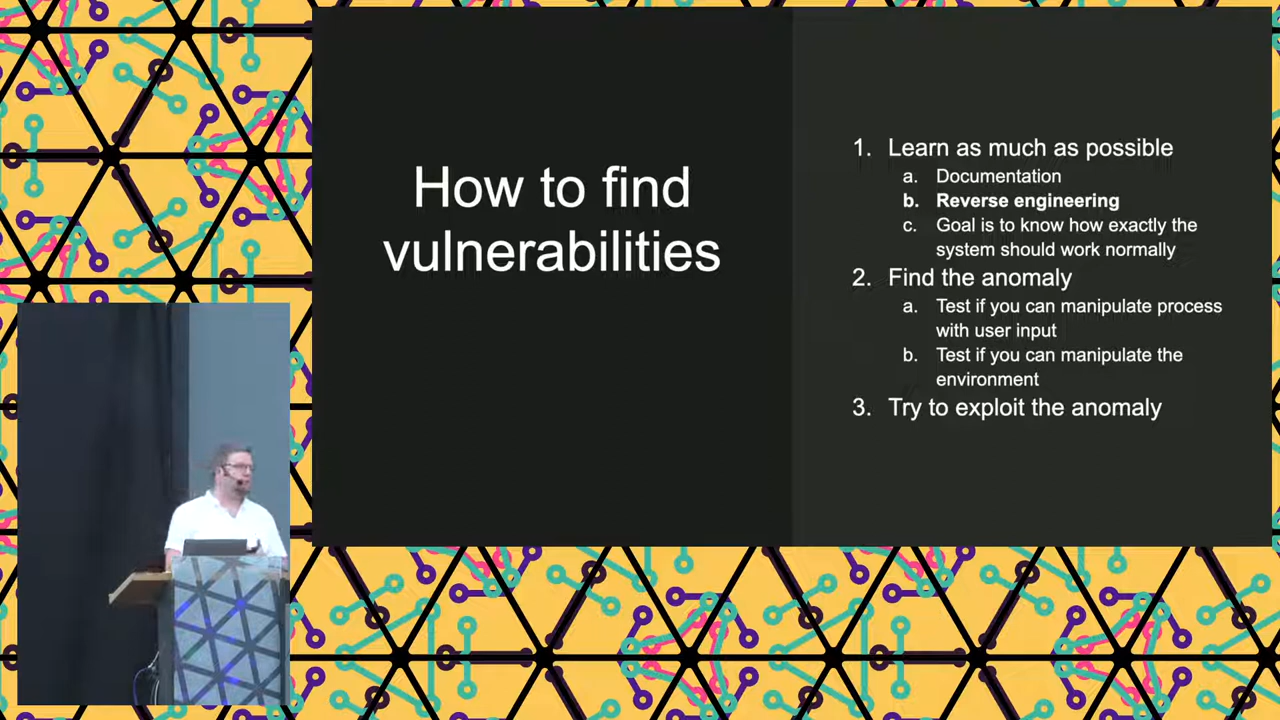 How to find
vulnerabilities
1. Learn as much as possible
a. Documentation
b. Reverse engineering
c. Goal is to know how exactly the
system should work normally
2. Find the anomaly
a. Test if you can manipulate process
with user input
b. Test if you can manipulate the
environment
3. Try to exploit the anomaly